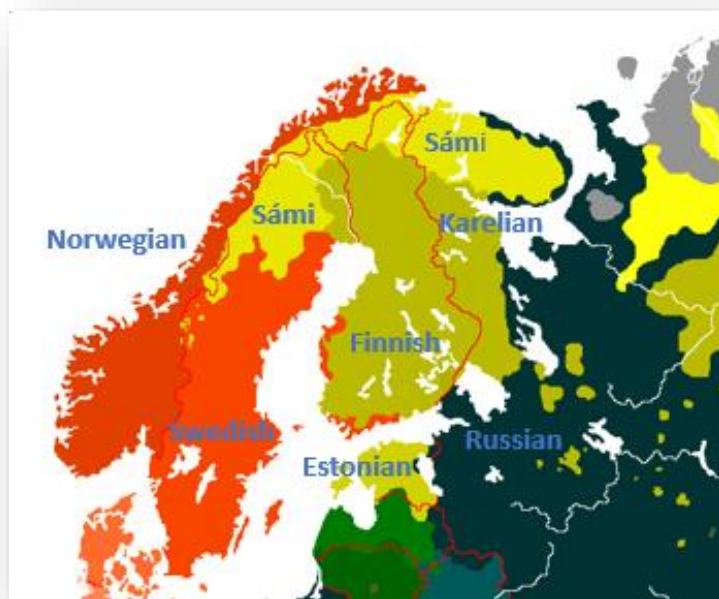 Sámi
Sámi
Karelian
Norwegian
Finnish
Swedish
Russian
Estonian